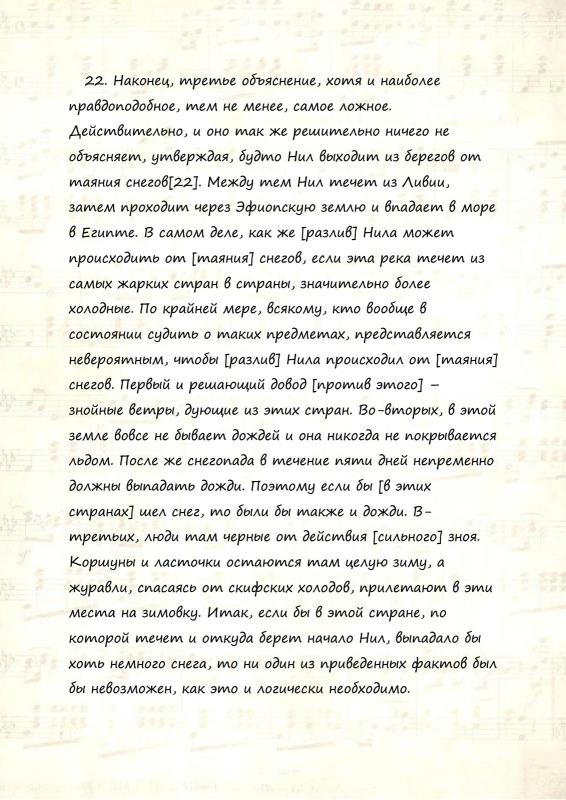 22. Наконец, третье объяснение, хотя и наиболее
правдоподобное, тем не менее, самое ложное.
Действительно, и оно так же решительно ничего не
объясняет, утверждая, будто Нил выходит из берегов от
таяния снегов[22]. Между тем Нил течет из Ливии,
затем проходит через Эфиопскую землю и впадает в море
в Египте. В самом деле, как же [разлив] Нила может
происходить от [таяния] снегов, если эта река течет из
самых жарких стран в страны, значительно более
холодные. По крайней мере, всякому, кто вообще в
состоянии судить о таких предметах, представляется
невероятным, чтобы [разлив] Нила происходил от [таяния]
снегов. Первый и решающий довод [против этого] –
знойные ветры, дующие из этих стран. Во-вторых, в этой
земле вовсе не бывает дождей и она никогда не покрывается
льдом. После же снегопада в течение пяти дней непременно
должны выпадать дожди. Поэтому если бы [в этих
странах] шел снег, то были бы также и дожди. В-
третьих, люди там черные от действия [сильного] зноя.
Коршуны и ласточки остаются там целую зиму, а
журавли, спасаясь от скифских холодов, прилетают в эти
места на зимовку. Итак, если бы в этой стране, по
которой течет и откуда берет начало Нил, выпадало бы
хоть немного снега, то ни один из приведенных фактов был
бы невозможен, как это и логически необходимо.